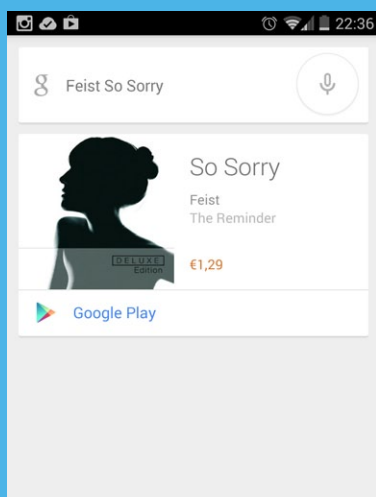 22:36
g Feist So Sorry
So Sorry
Feist
The Reminder
DELUXE
Edition
€1,29
Google Play